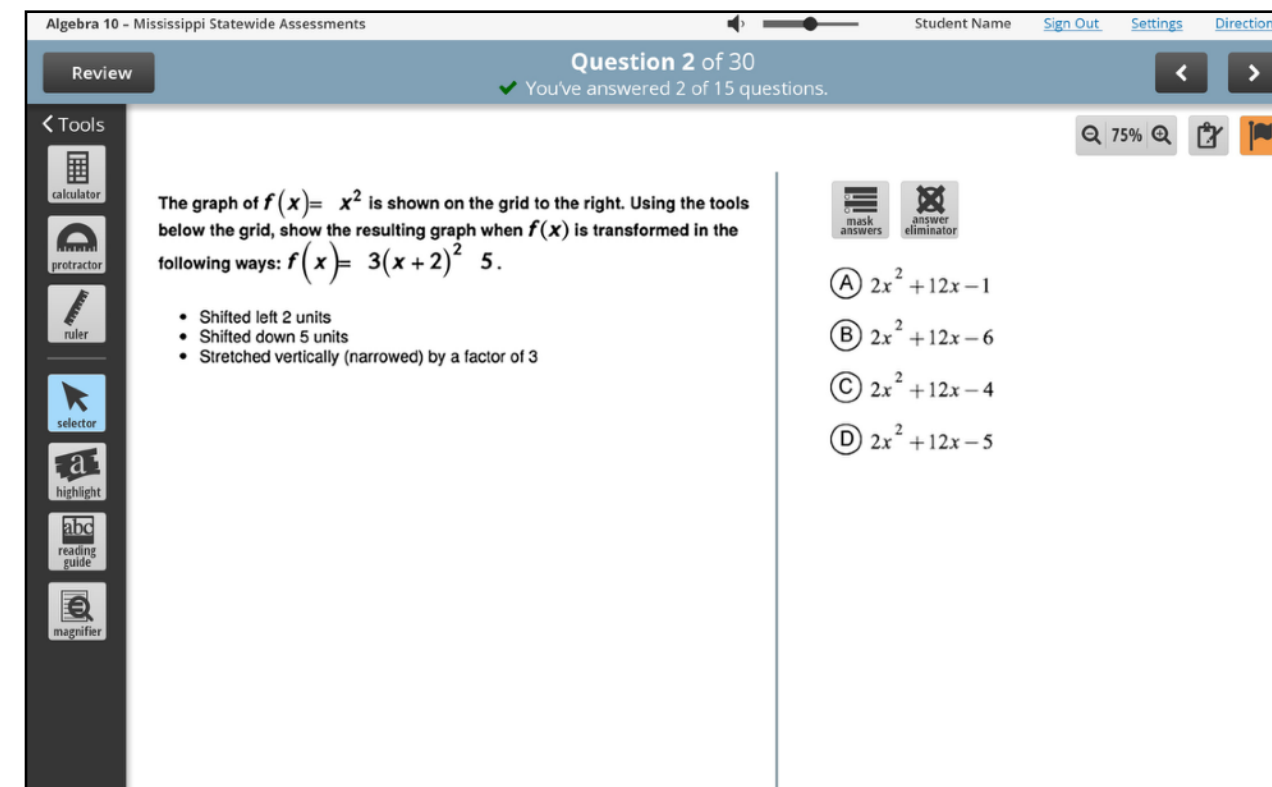 Algebra 10 – Mississippi Statewide Assessments
Student Name
Sign Out
Settings
Direction
Review
Question 2 of 30
You've answered 2 of 15 questions.
Tools
75%
calculator
protractor
ruler
selector
a
highlight
abc
reading
guide
magnifier
The graph of f(x)= x² is shown on the grid to the right. Using the tools
below the grid, show the resulting graph when f(x) is transformed in the
following ways: f(x)= 3(x+2)² 5.
• Shifted left 2 units
• Shifted down 5 units
• Stretched vertically (narrowed) by a factor of 3
mask
answers
answer
eliminator
A 2x² +12x – 1
B 2x² +12x – 6
C 2x² +12x – 4
D 2x² +12x – 5